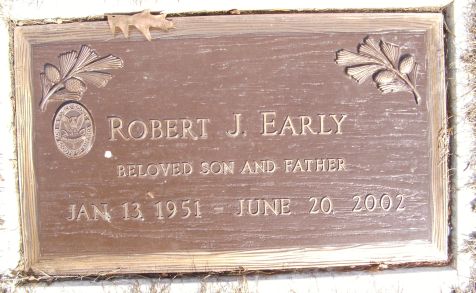 ROBERT J. EARLY
BELOVED SON AND FATHER
JAN. 13, 1951 - JUNE 20, 2002